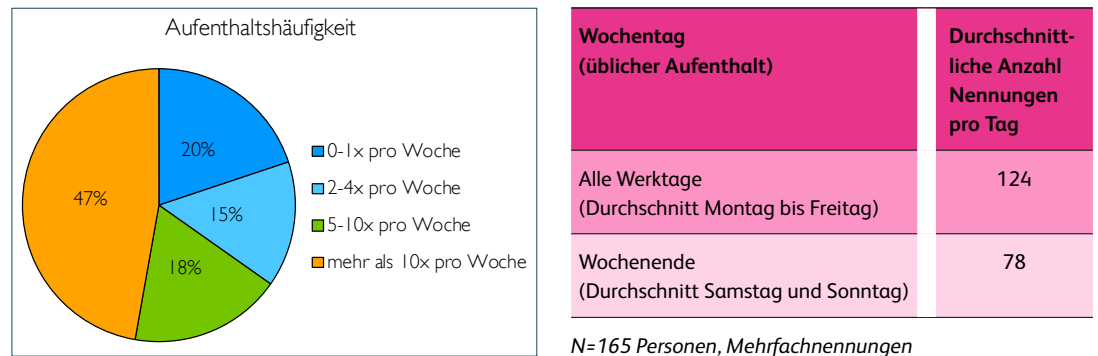 Aufenthaltshäufigkeit
20%
15%
18%
47%
0-1x pro Woche
2-4x pro Woche
5-10x pro Woche
mehr als 10x pro Woche
Wochentag
(üblicher Aufenthalt)
Durchschnitt-
liche Anzahl
Nennungen
pro Tag
Alle Werktage
(Durchschnitt Montag bis Freitag)
124
Wochenende
(Durchschnitt Samstag und Sonntag)
78
N=165 Personen, Mehrfachnennungen